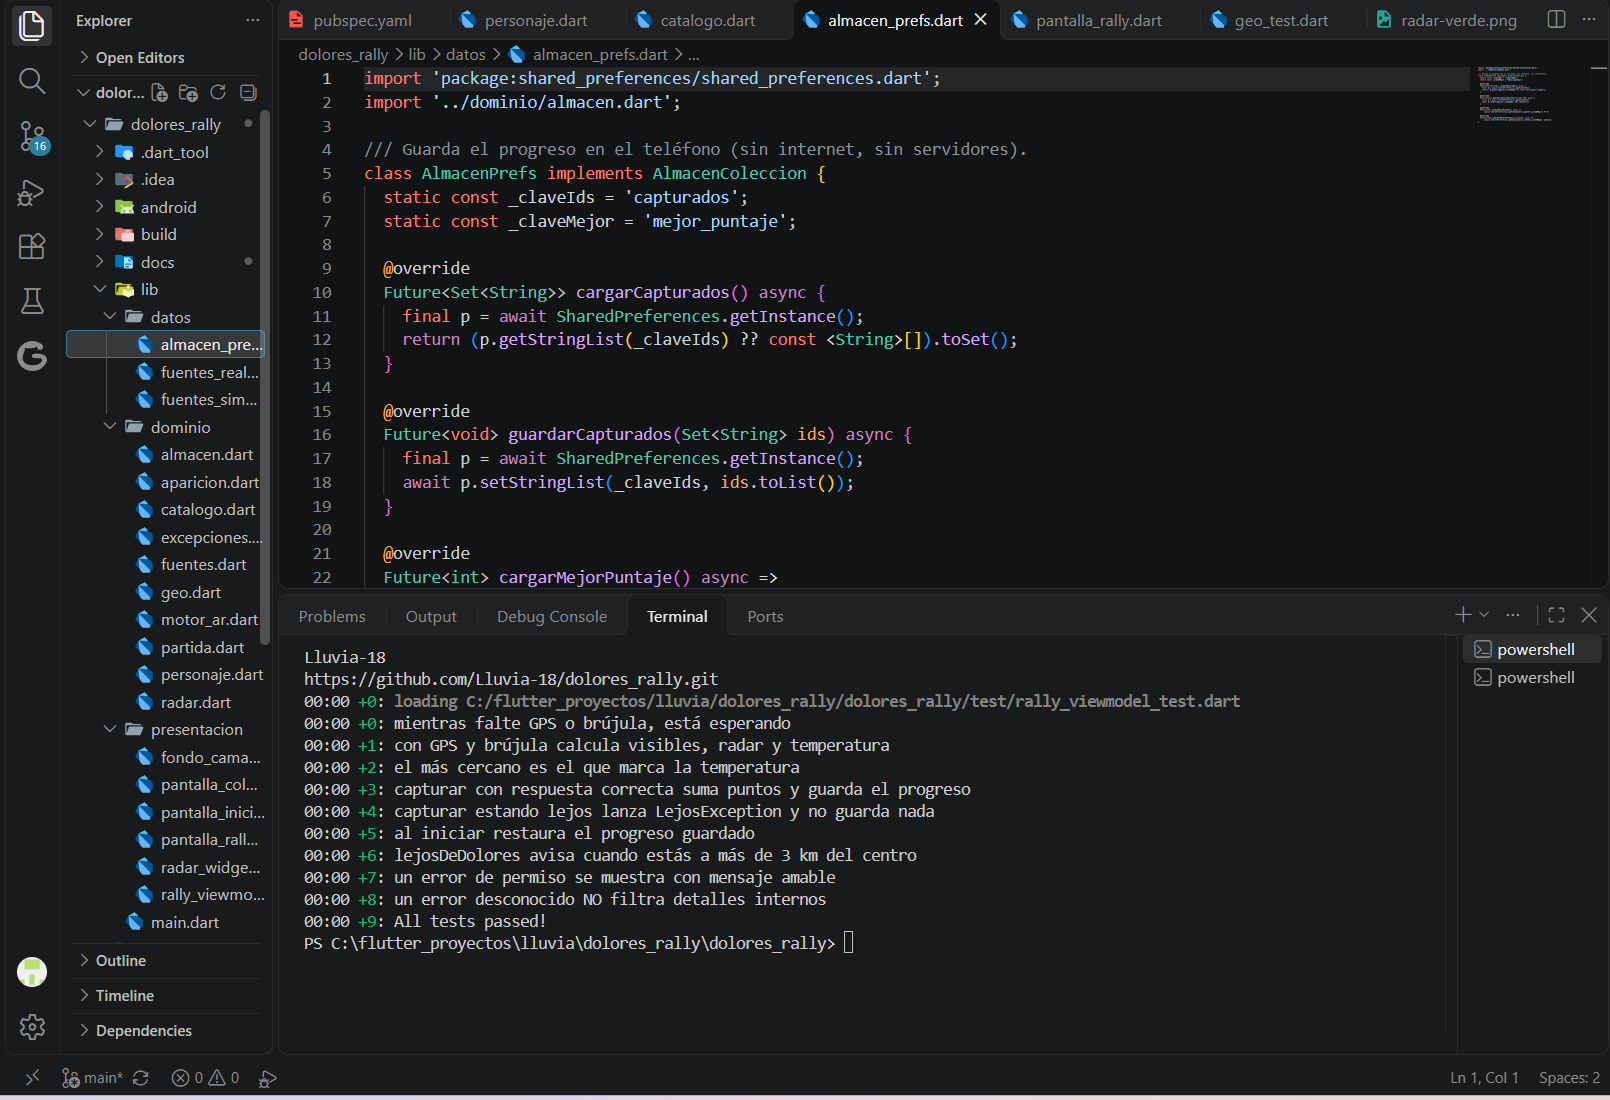 Explorer
Open Editors
dolor...
dolores_rally
.dart_tool
.idea
android
build
docs
lib
datos
almacen_pre...
fuentes_real...
fuentes_sim...
dominio
almacen.dart
aparicion.dart
catalogo.dart
excepciones....
fuentes.dart
geo.dart
motor_ar.dart
partida.dart
personaje.dart
radar.dart
presentacion
fondo_cama...
pantalla_col...
pantalla_inici...
pantalla_rall...
radar_widge...
rally_viewmo...
main.dart
Outline
Timeline
Dependencies
16
pubspec.yaml personaje.dart catalogo.dart almacen_prefs.dart pantalla_rally.dart geo_test.dart radar-verde.png
dolores_rally > lib > datos > almacen_prefs.dart > ...
1 import 'package:shared_preferences/shared_preferences.dart';
2 import '../dominio/almacen.dart';
3
4 /// Guarda el progreso en el teléfono (sin internet, sin servidores).
5 class AlmacenPrefs implements AlmacenColeccion {
6 static const _claveIds = 'capturados';
7 static const _claveMejor = 'mejor_puntaje';
8
9 @override
10 Future<Set<String>> cargarCapturados() async {
11 final p = await SharedPreferences.getInstance();
12 return (p.getStringList(_claveIds) ?? const <String>[]).toSet();
13 }
14
15 @override
16 Future<void> guardarCapturados(Set<String> ids) async {
17 final p = await SharedPreferences.getInstance();
18 await p.setStringList(_claveIds, ids.toList());
19 }
20
21 @override
22 Future<int> cargarMejorPuntaje() async =>
Problems Output Debug Console Terminal Ports
powershell
powershell
Lluvia-18
https://github.com/Lluvia-18/dolores_rally.git
00:00 +0: loading C:/flutter_proyectos/lluvia/dolores_rally/dolores_rally/test/rally_viewmodel_test.dart
00:00 +0: mientras falte GPS o brújula, está esperando
00:00 +1: con GPS y brújula calcula visibles, radar y temperatura
00:00 +2: el más cercano es el que marca la temperatura
00:00 +3: capturar con respuesta correcta suma puntos y guarda el progreso
00:00 +4: capturar estando lejos lanza LejosException y no guarda nada
00:00 +5: al iniciar restaura el progreso guardado
00:00 +6: lejosDeDolores avisa cuando estás a más de 3 km del centro
00:00 +7: un error de permiso se muestra con mensaje amable
00:00 +8: un error desconocido NO filtra detalles internos
00:00 +9: All tests passed!
PS C:\flutter_proyectos\lluvia\dolores_rally\dolores_rally>
main* 0 0 Ln 1, Col 1 Spaces: 2